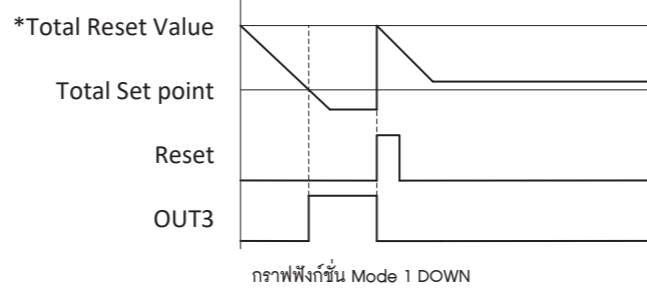 *Total Reset Value
Total Set point
Reset
OUT3
กราฟฟังก์ชั่น Mode 1 DOWN